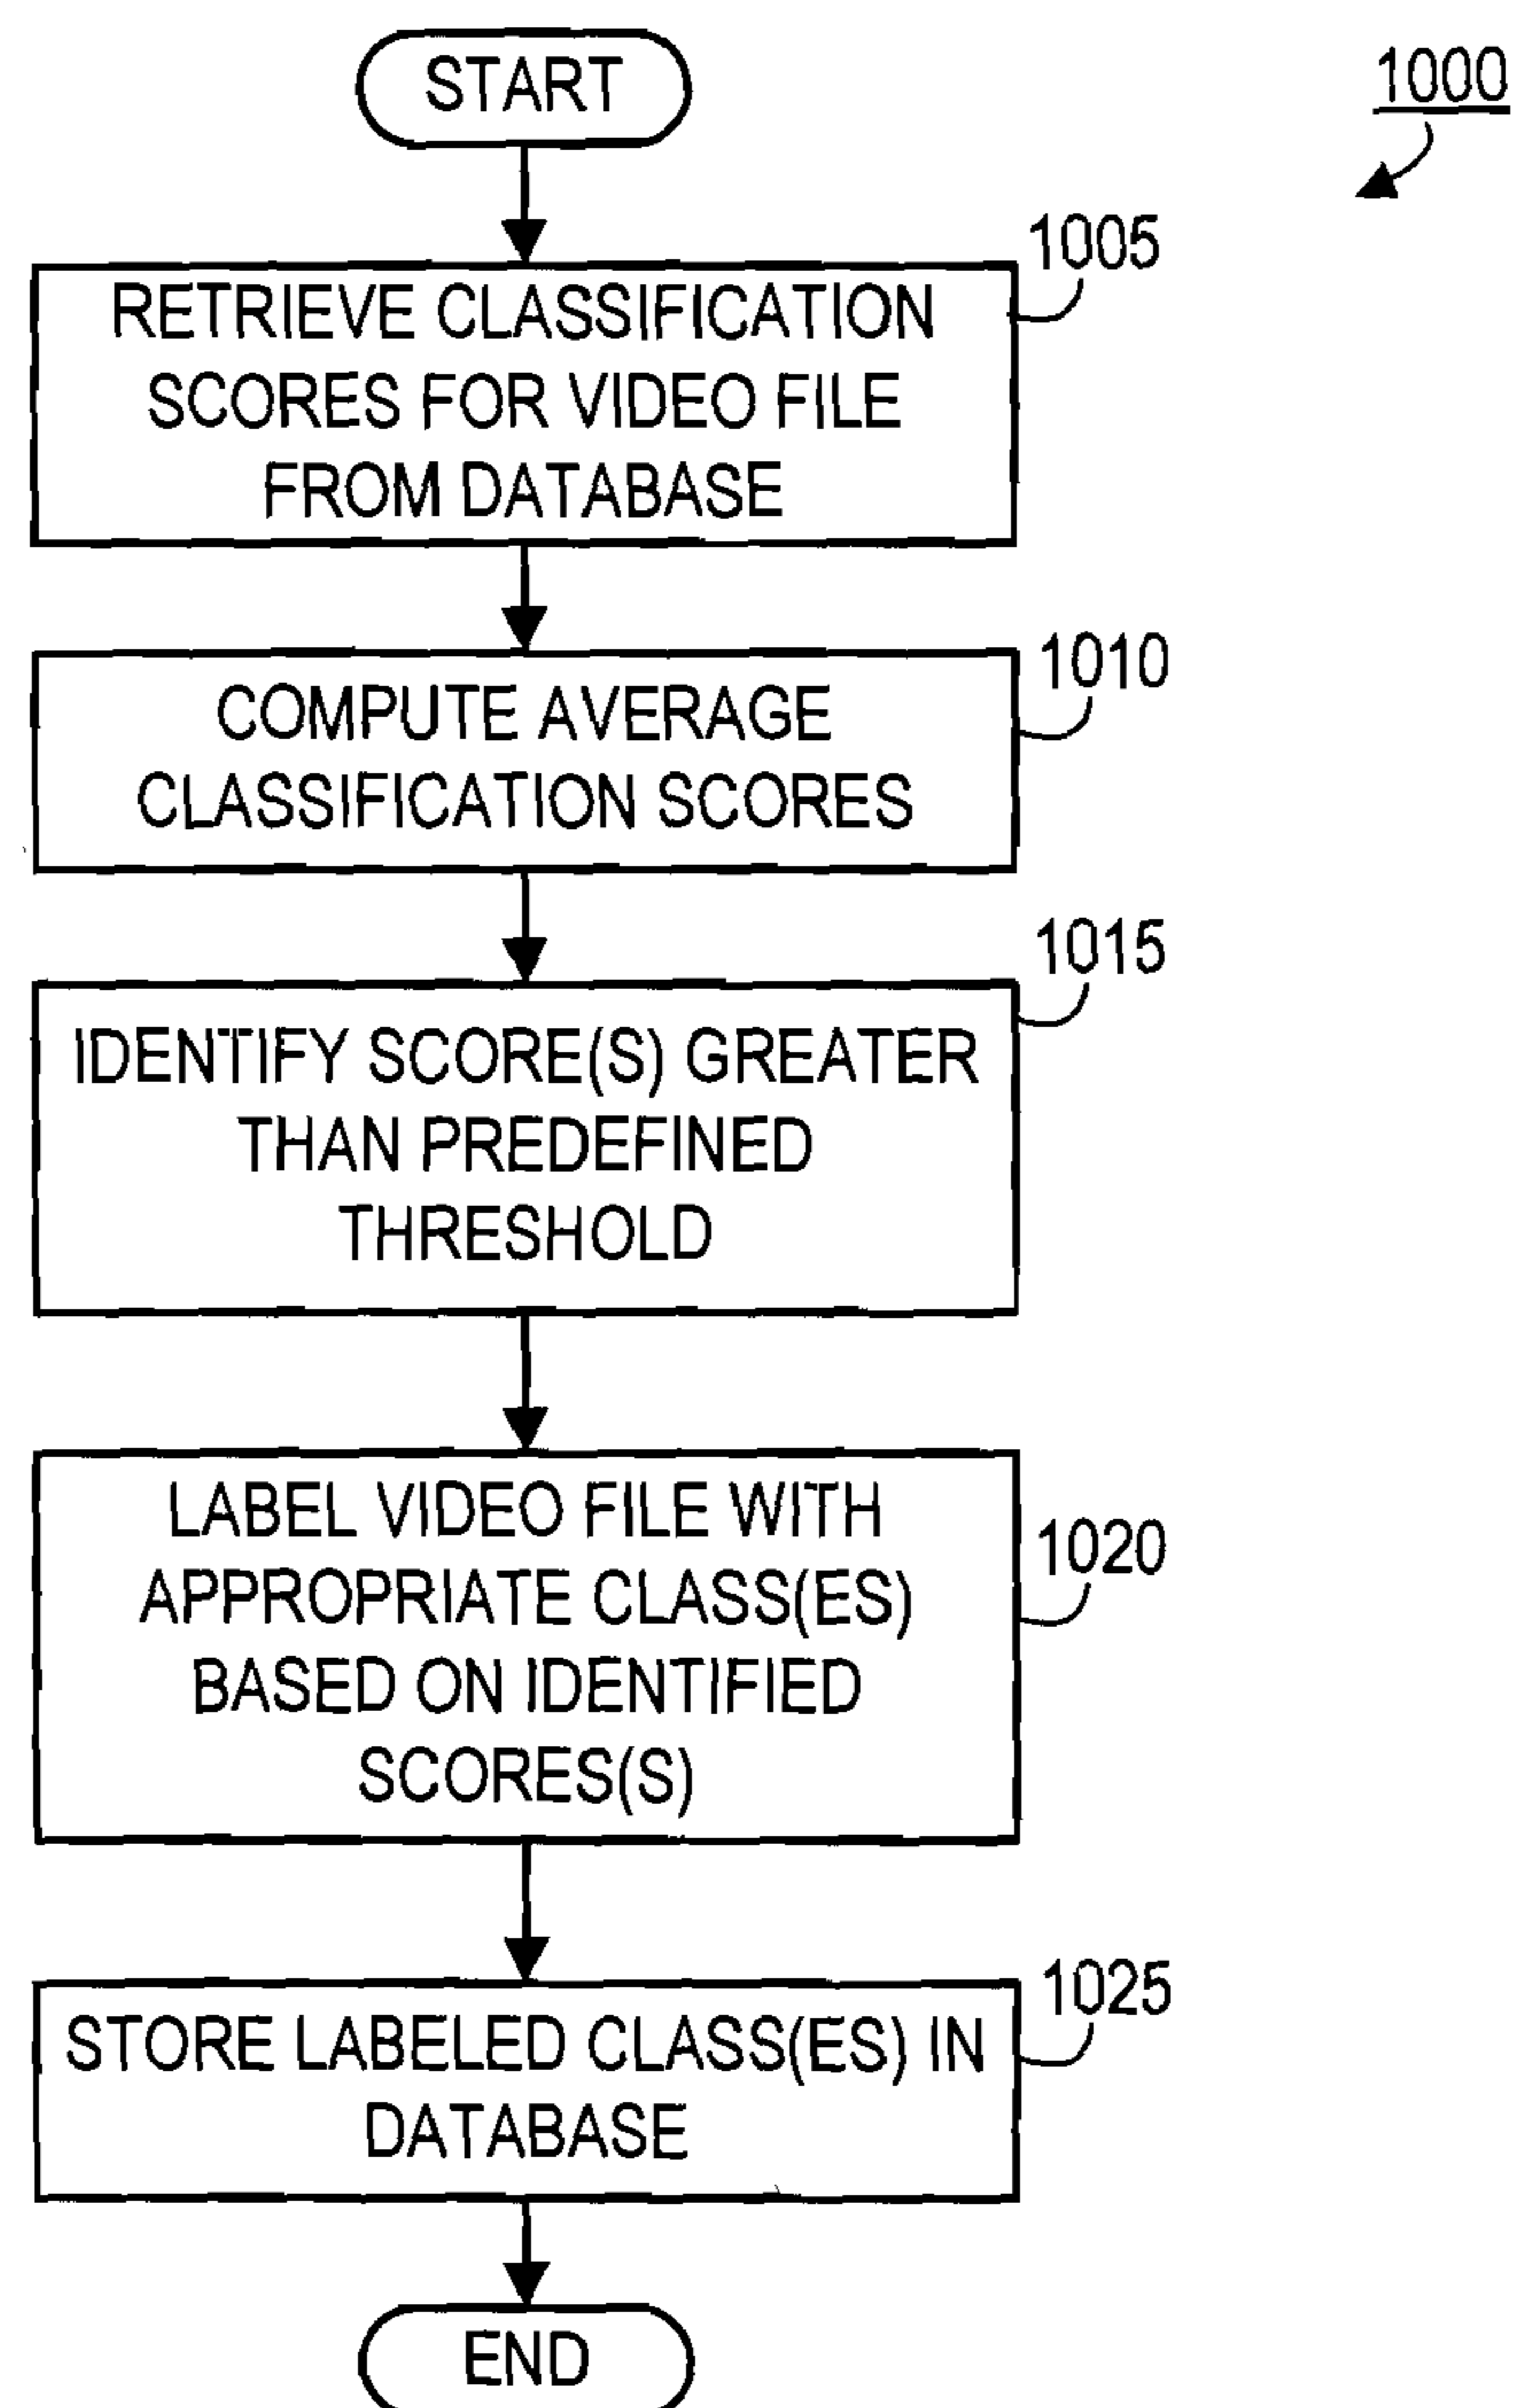 START
1000
1005
RETRIEVE CLASSIFICATION
SCORES FOR VIDEO FILE
FROM DATABASE
1010
COMPUTE AVERAGE
CLASSIFICATION SCORES
1015
IDENTIFY SCORE(S) GREATER
THAN PREDEFINED
THRESHOLD
LABEL VIDEO FILE WITH
1020
APPROPRIATE CLASS(ES)
BASED ON IDENTIFIED
SCORES(S)
1025
STORE LABELED CLASS(ES) IN
DATABASE
END